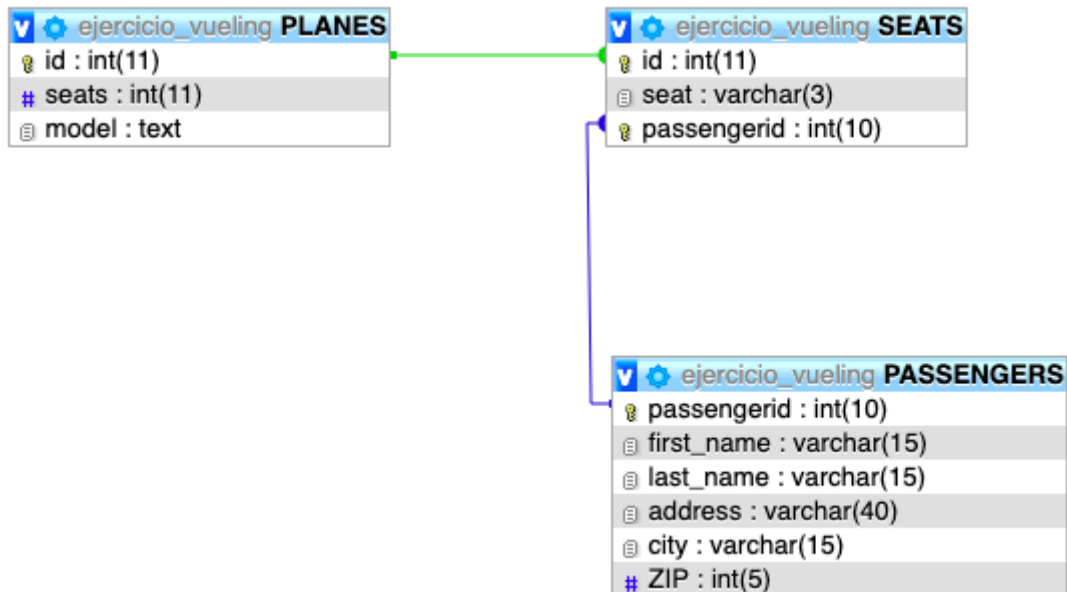 v ejercicio_vueling PLANES
id : int(11)
# seats : int(11)
model : text
v ejercicio_vueling SEATS
id : int(11)
seat : varchar(3)
passengerid : int(10)
v ejercicio_vueling PASSENGERS
passengerid : int(10)
first_name : varchar(15)
last_name : varchar(15)
address : varchar(40)
city : varchar(15)
# ZIP : int(5)